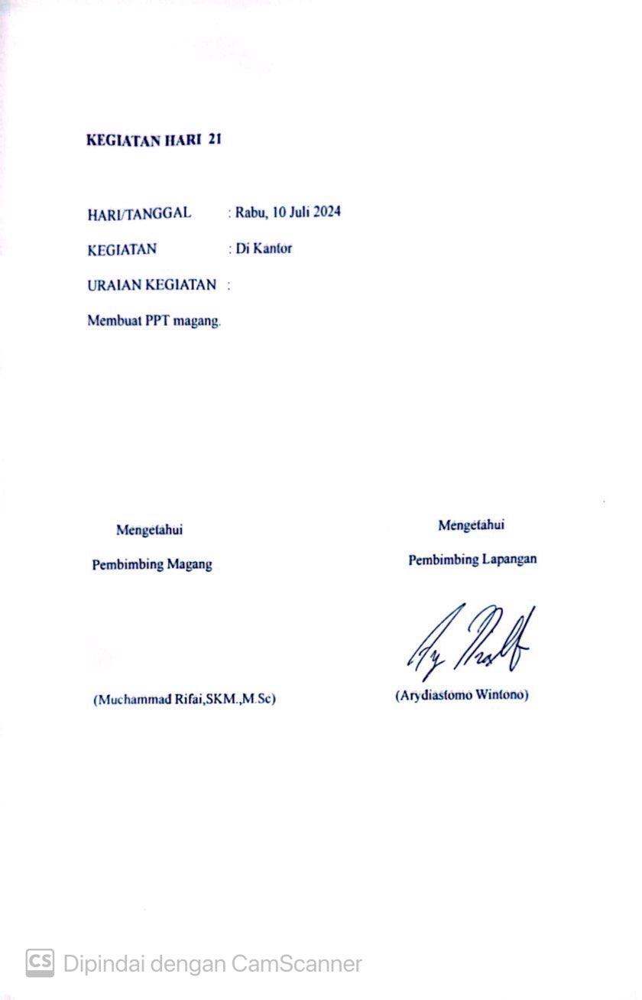 KEGIATAN HARI 21
HARI/TANGGAL : Rabu, 10 Juli 2024
KEGIATAN : Di Kantor
URAIAN KEGIATAN :
Membuat PPT magang.
Mengetahui Mengetahui
Pembimbing Magang Pembimbing Lapangan
(Muchammad Rifai,SKM.,M.Sc) (Arydiastomo Wintono)
CS Dipindai dengan CamScanner